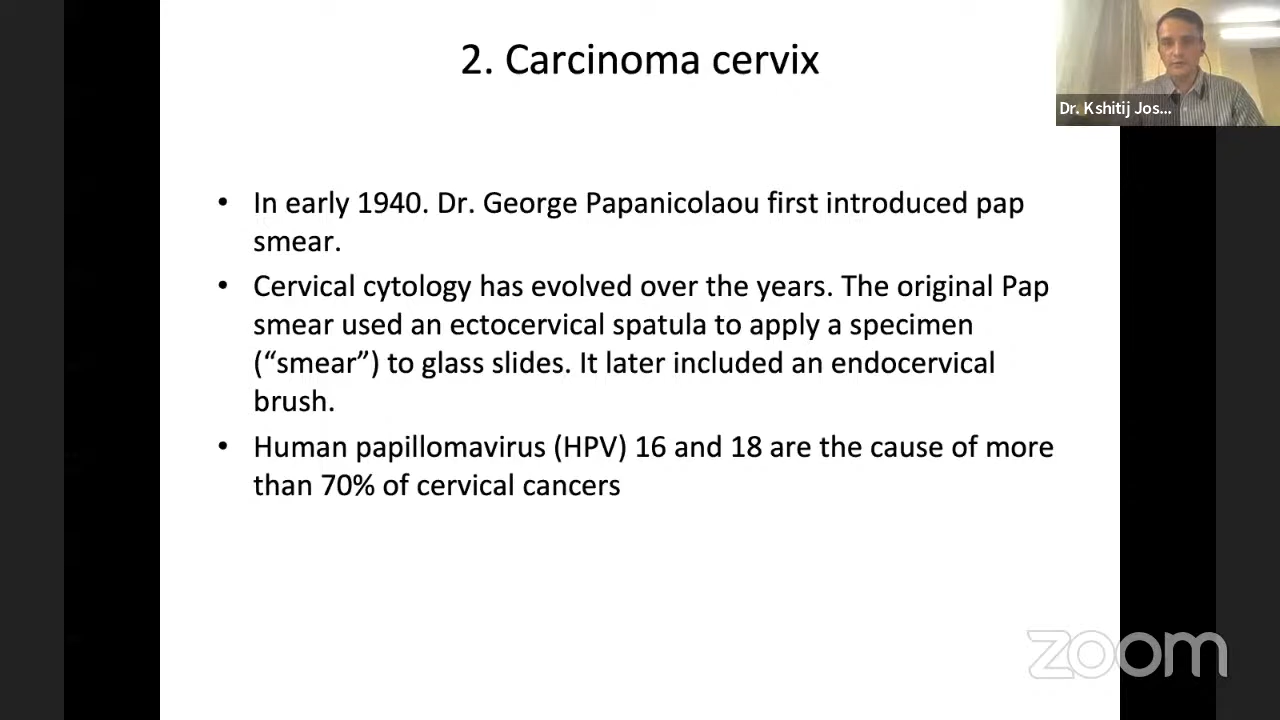 2. Carcinoma cervix
Dr. Kshitij Jos...
• In early 1940. Dr. George Papanicolaou first introduced pap
smear.
• Cervical cytology has evolved over the years. The original Pap
smear used an ectocervical spatula to apply a specimen
(“smear”) to glass slides. It later included an endocervical
brush.
• Human papillomavirus (HPV) 16 and 18 are the cause of more
than 70% of cervical cancers
zoom